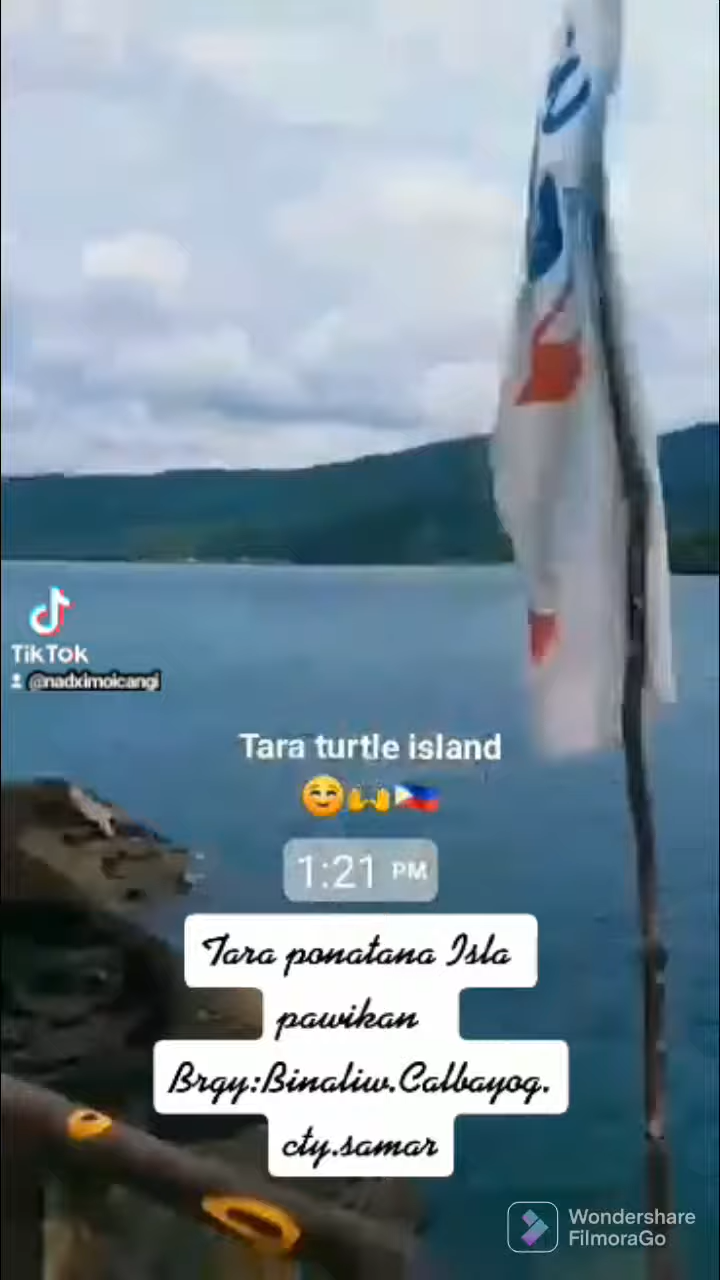 TikTok
@nadximoicangi
Tara turtle island
☺️🙌🇵🇭
1:21 PM
Tara ponatana Isla
pawikan
Brgy:Binaliw.Calbayog.
cty.samar
Wondershare
FilmoraGo